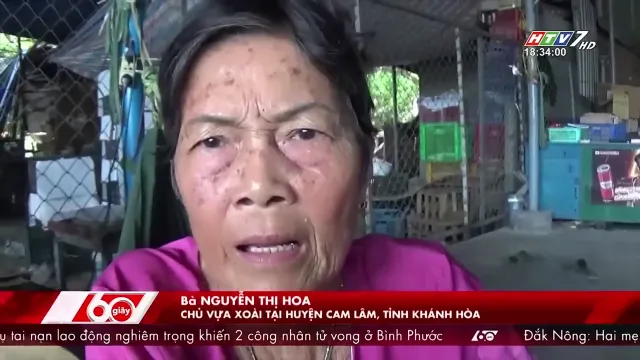 HTV7 HD
18:34:00
60 giây
Bà NGUYỄN THỊ HOA
CHỦ VỰA XOÀI TẠI HUYỆN CAM LÂM, TỈNH KHÁNH HÒA
ụ tai nạn lao động nghiêm trọng khiến 2 công nhân tử vong ở Bình Phước 60 Đắk Nông: Hai mẹ